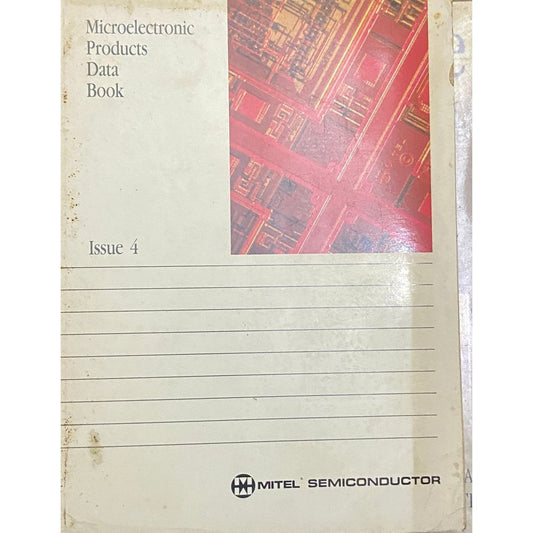 Microelectronic
Products
Data
Book
Issue 4
MITEL® SEMICONDUCTOR